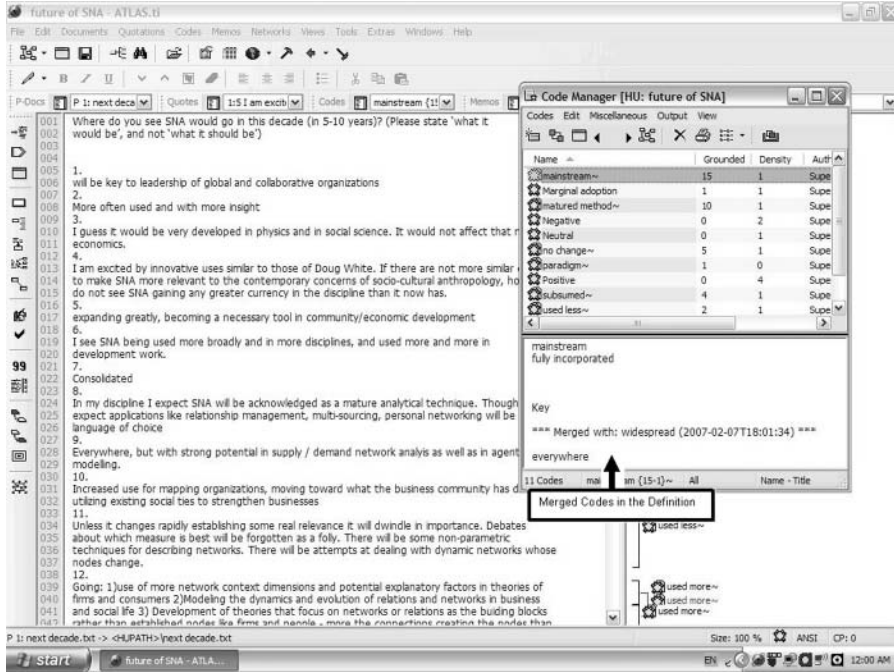 future of SNA - ATLAS.ti
File Edit Documents Quotations Codes Memos Networks Views Tools Extras Windows Help
B I U
P-Docs P 1: next deca Quotes 1:5 I am excit Codes mainstream {1 Memos
001 Where do you see SNA would go in this decade (in 5-10 years)? (Please state 'what it
002 would be', and not 'what it should be')
003
004
005 1.
006 will be key to leadership of global and collaborative organizations
007 2.
008 More often used and with more insight
009 3.
010 I guess it would be very developed in physics and in social science. It would not affect that
011 economics.
012 4.
013 I am excited by innovative uses similar to those of Doug White. If there are not more similar
014 to make SNA more relevant to the contemporary concerns of socio-cultural anthropology,
015 do not see SNA gaining any greater currency in the discipline than it now has.
016 5.
017 expanding greatly, becoming a necessary tool in community/economic development
018 6.
019 I see SNA being used more broadly and in more disciplines, and used more and more in
020 development work.
021 7.
022 Consolidated
023 8.
024 In my discipline I expect SNA will be acknowledged as a mature analytical technique. Though
025 expect applications like relationship management, multi-sourcing, personal networking will be
026 language of choice
027 9.
028 Everywhere, but with strong potential in supply / demand network analyis as well as in agent
029 modeling.
030 10.
031 Increased use for mapping organizations, moving toward what the business community has
032 utilizing existing social ties to strengthen businesses
033 11.
034 Unless it changes rapidly establishing some real relevance it will dwindle in importance. Debates
035 about which measure is best will be forgotten as a folly. There will be some non-parametric
036 techniques for describing networks. There will be attempts at dealing with dynamic networks whose
037 nodes change.
038 12.
039 Going: 1)use of more network context dimensions and potential explanatory factors in theories of
040 firms and consumers 2)Modeling the dynamics and evolution of relations and networks in business
041 and social life 3) Development of theories that focus on networks or relations as the buiding blocks
042 rather than established nodes like firms and people - more the connections creating the nodes than
Code Manager [HU: future of SNA]
Codes Edit Miscellaneous Output View
Name Grounded Density Auth
mainstream~ 15 1 Supe
Marginal adoption 1 1 Supe
matured method~ 10 1 Supe
Negative 0 2 Supe
Neutral 0 1 Supe
no change~ 5 1 Supe
paradigm~ 1 0 Supe
Positive 0 4 Supe
subsumed~ 4 1 Supe
used less~ 2 1 Supe
mainstream
fully incorporated
Key
*** Merged with: widespread (2007-02-07T18:01:34) ***
everywhere
11 Codes mai am {15-1}~ All Name - Title
Merged Codes in the Definition
used less~
used more~
used more~
used more~
P 1: next decade.txt -> <HUPATH>\next decade.txt Size: 100 % ANSI CP: 0
start future of SNA - ATLA... EN 12:00 AM